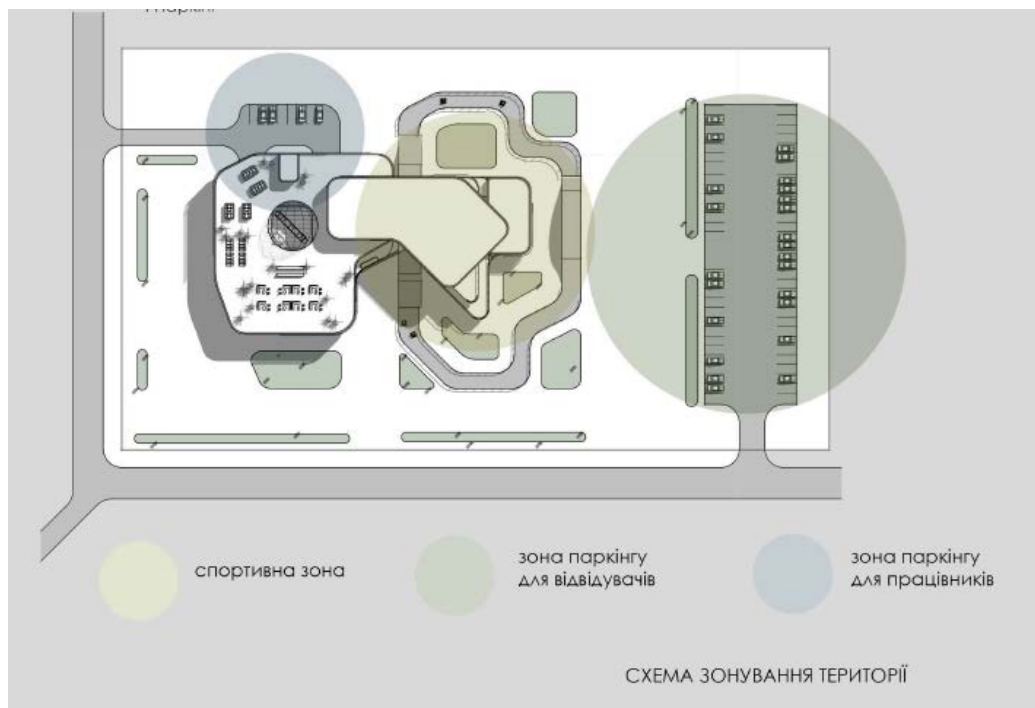 спортивна зона
зона паркінгу
для відвідувачів
зона паркінгу
для працівників
СХЕМА ЗОНУВАННЯ ТЕРИТОРІЇ